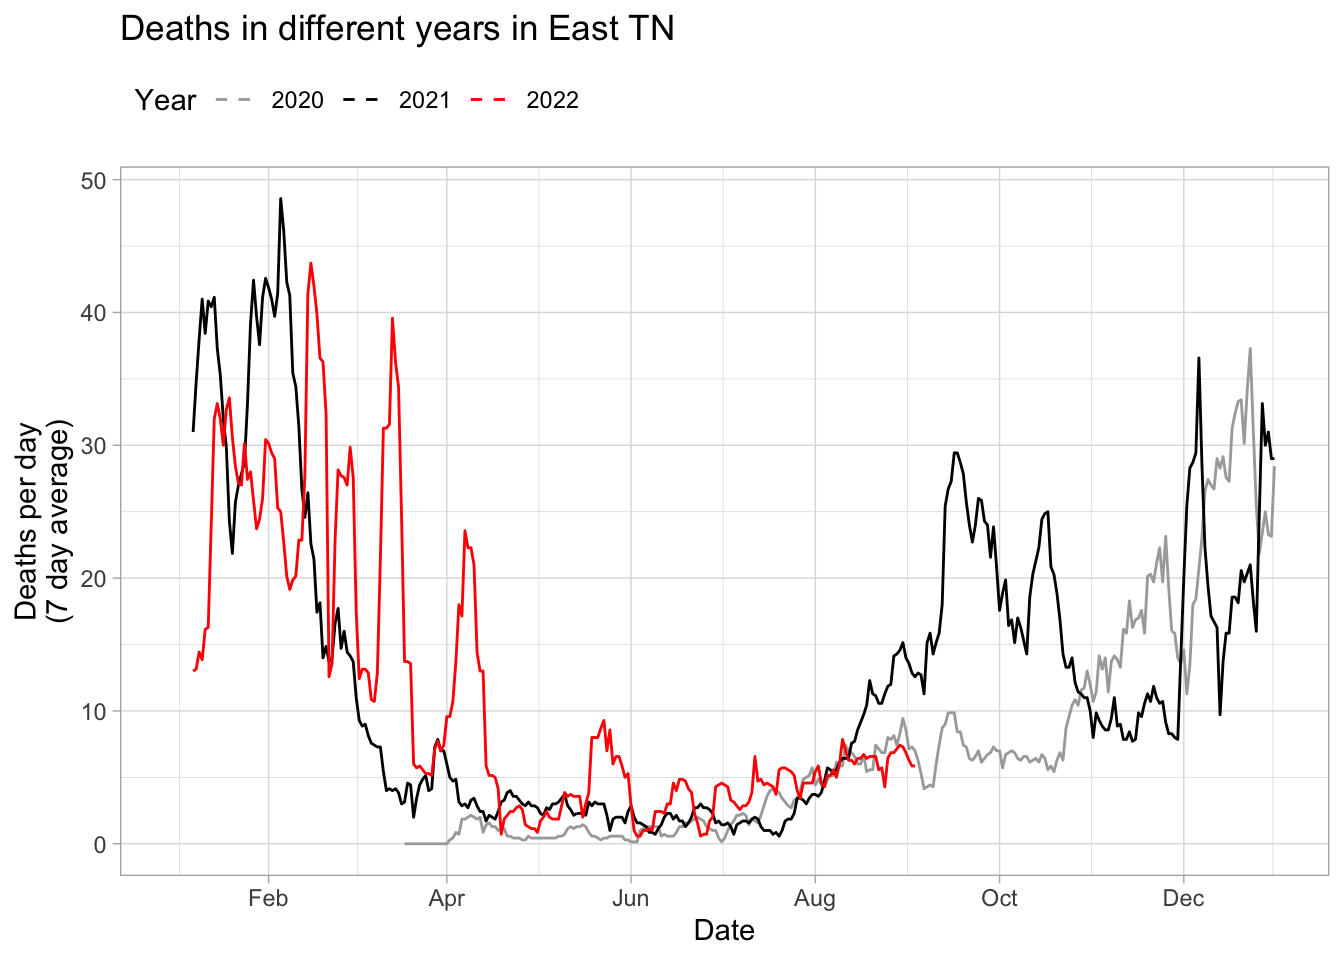 Deaths in different years in East TN
Year 2020 2021 2022
50
40
30
20
10
0
Deaths per day
(7 day average)
Feb Apr Jun Aug Oct Dec
Date